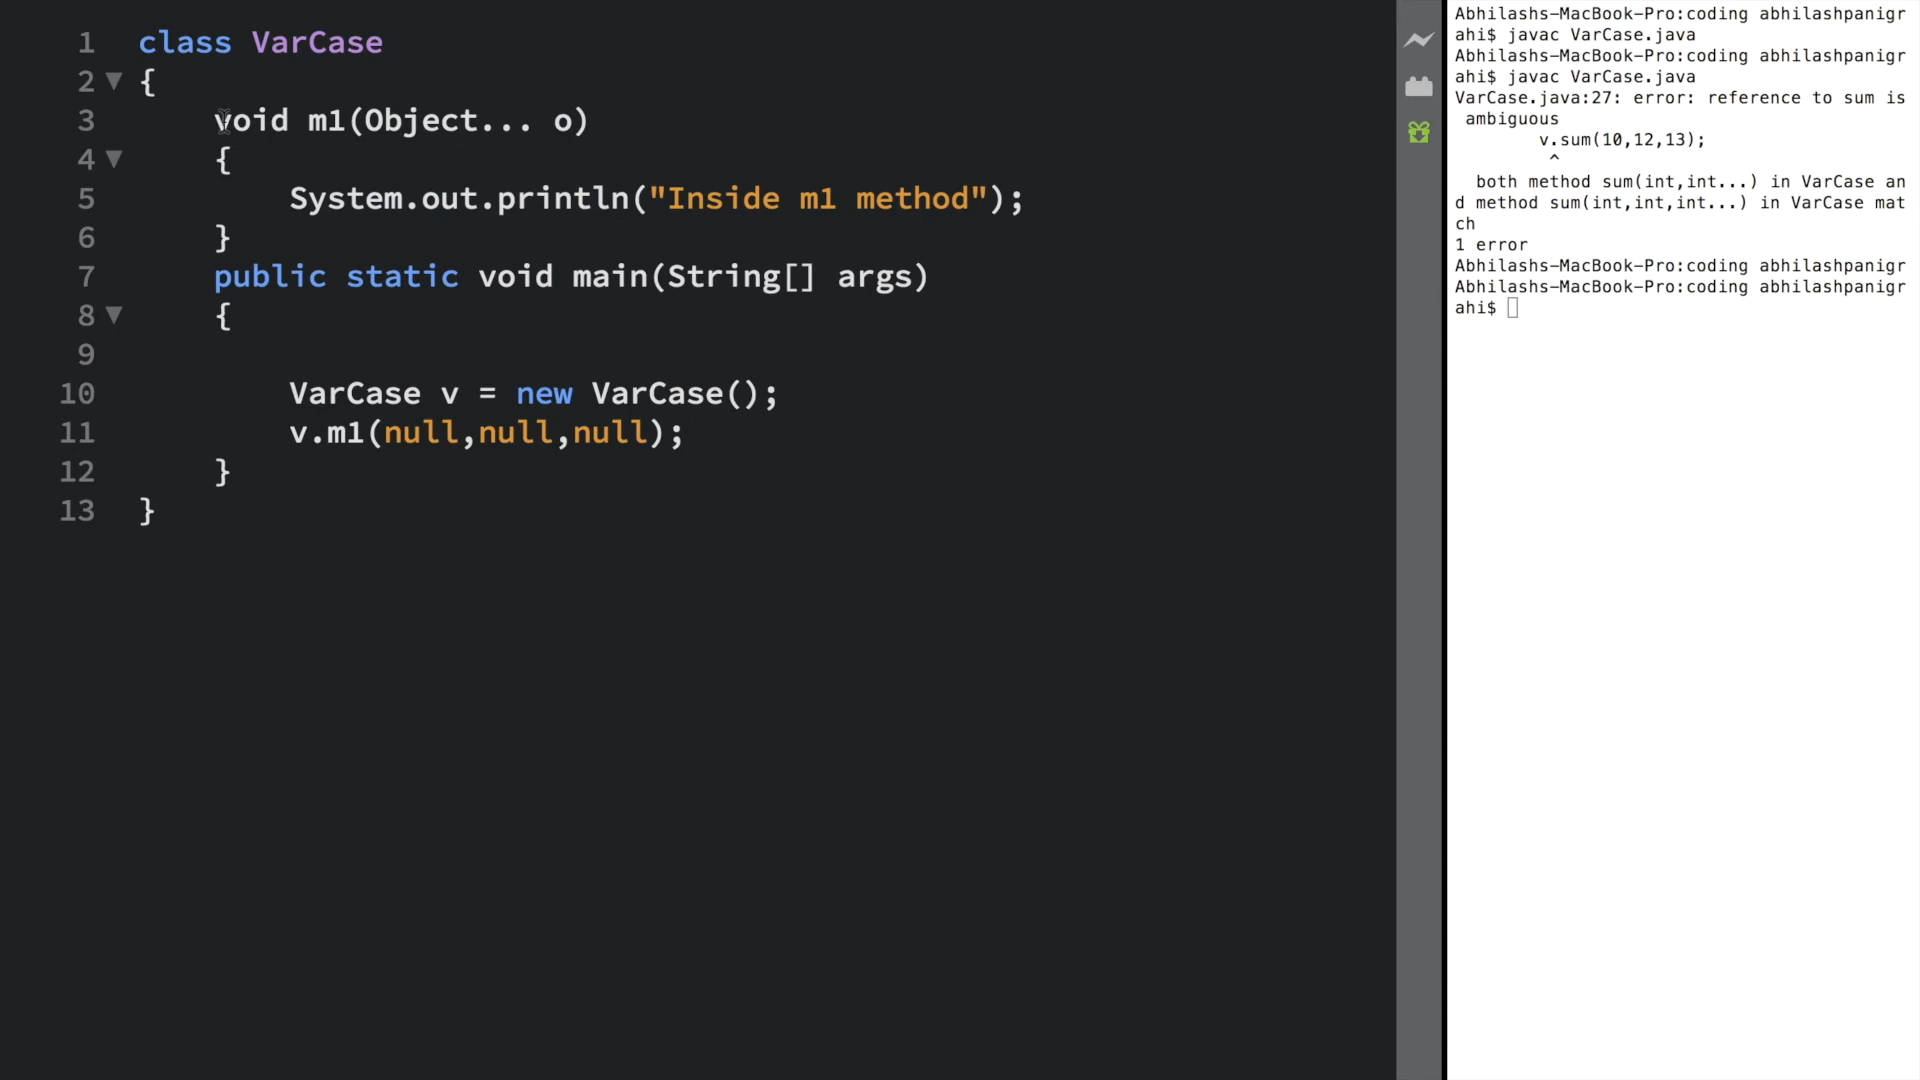 1 class VarCase
2 {
3 void m1(Object... o)
4 {
5 System.out.println("Inside m1 method");
6 }
7 public static void main(String[] args)
8 {
9
10 VarCase v = new VarCase();
11 v.m1(null,null,null);
12 }
13 }
Abhilashs-MacBook-Pro:coding abhilashpanigr
ahi$ javac VarCase.java
Abhilashs-MacBook-Pro:coding abhilashpanigr
ahi$ javac VarCase.java
VarCase.java:27: error: reference to sum is
ambiguous
v.sum(10,12,13);
^
both method sum(int,int...) in VarCase an
d method sum(int,int,int...) in VarCase mat
ch
1 error
Abhilashs-MacBook-Pro:coding abhilashpanigr
Abhilashs-MacBook-Pro:coding abhilashpanigr
ahi$